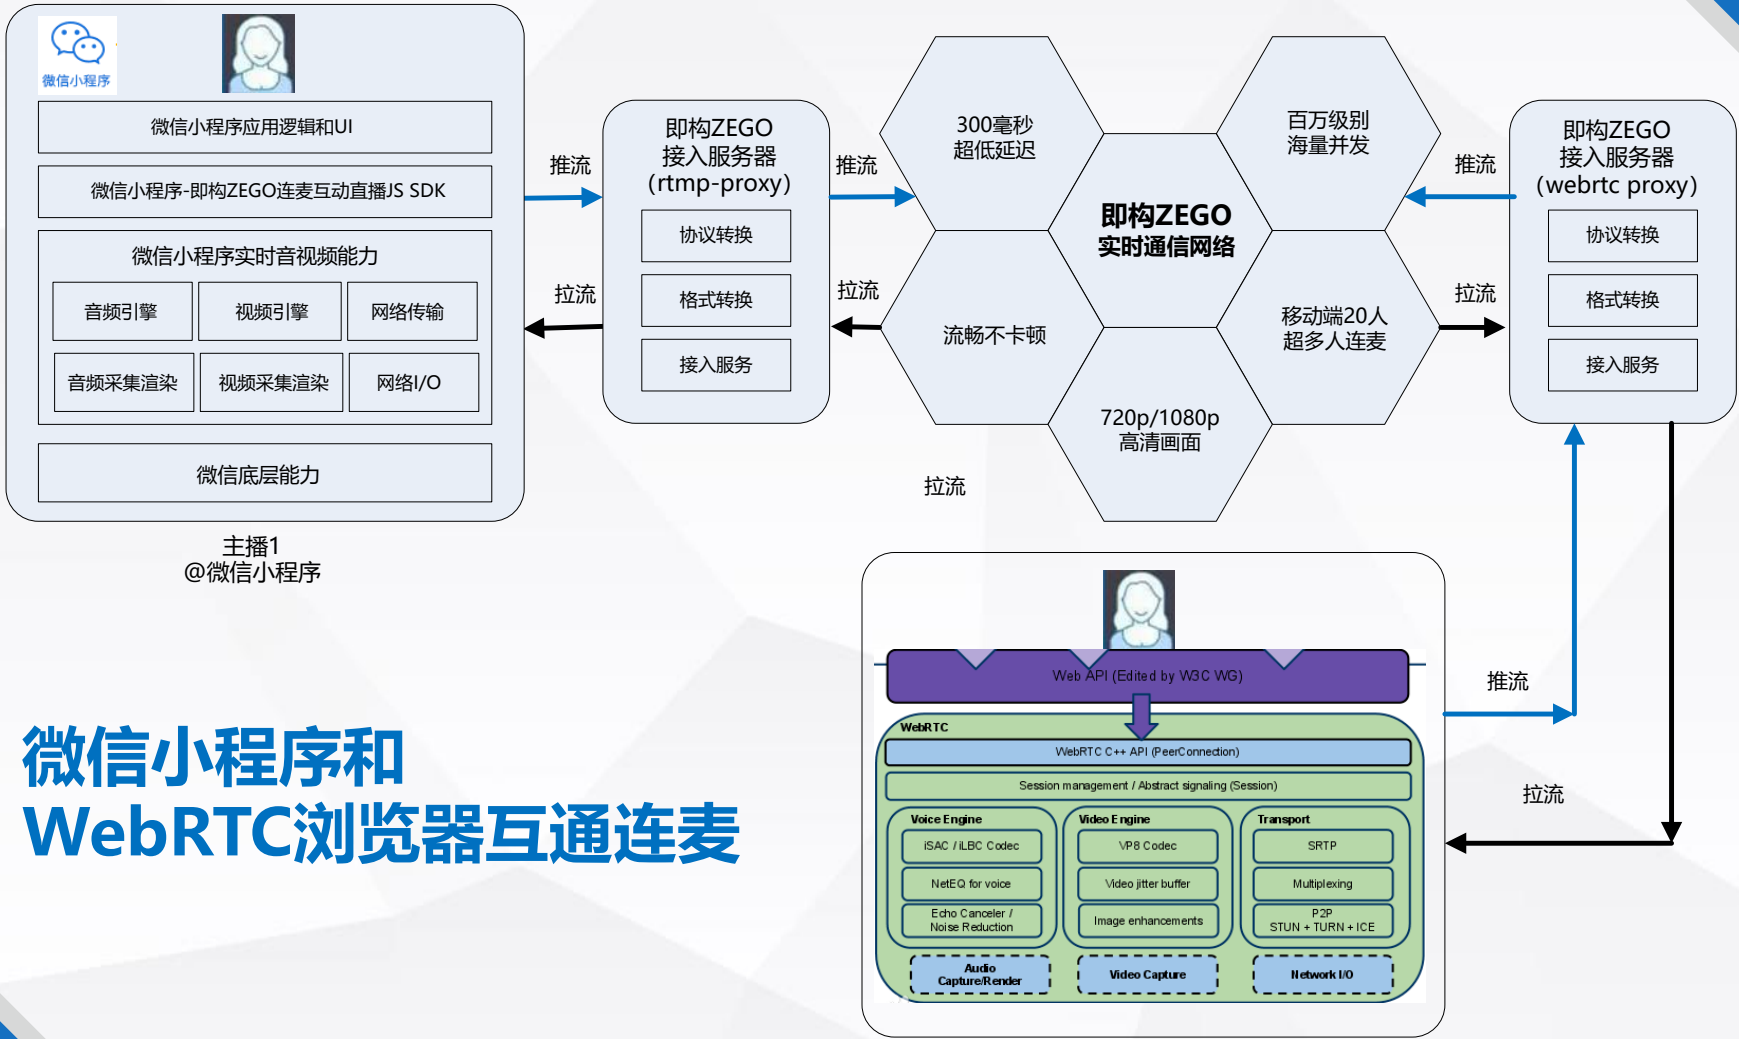 微信小程序
微信小程序应用逻辑和UI
微信小程序-即构ZEGO连麦互动直播JS SDK
微信小程序实时音视频能力
音频引擎
视频引擎
网络传输
音频采集渲染
视频采集渲染
网络I/O
微信底层能力
主播1
@微信小程序
推流
拉流
即构ZEGO
接入服务器
(rtmp-proxy)
协议转换
格式转换
接入服务
推流
拉流
300毫秒
超低延迟
百万级别
海量并发
即构ZEGO
实时通信网络
流畅不卡顿
移动端20人
超多人连麦
720p/1080p
高清画面
拉流
推流
拉流
即构ZEGO
接入服务器
(webrtc proxy)
协议转换
格式转换
接入服务
推流
拉流
Web API (Edited by W3C WG)
WebRTC
WebRTC C++ API (PeerConnection)
Session management / Abstract signaling (Session)
Voice Engine
iSAC / iLBC Codec
NetEQ for voice
Echo Canceler /
Noise Reduction
Video Engine
VP8 Codec
Video jitter buffer
Image enhancements
Transport
SRTP
Multiplexing
P2P
STUN + TURN + ICE
Audio
Capture/Render
Video Capture
Network I/O
微信小程序和
WebRTC浏览器互通连麦